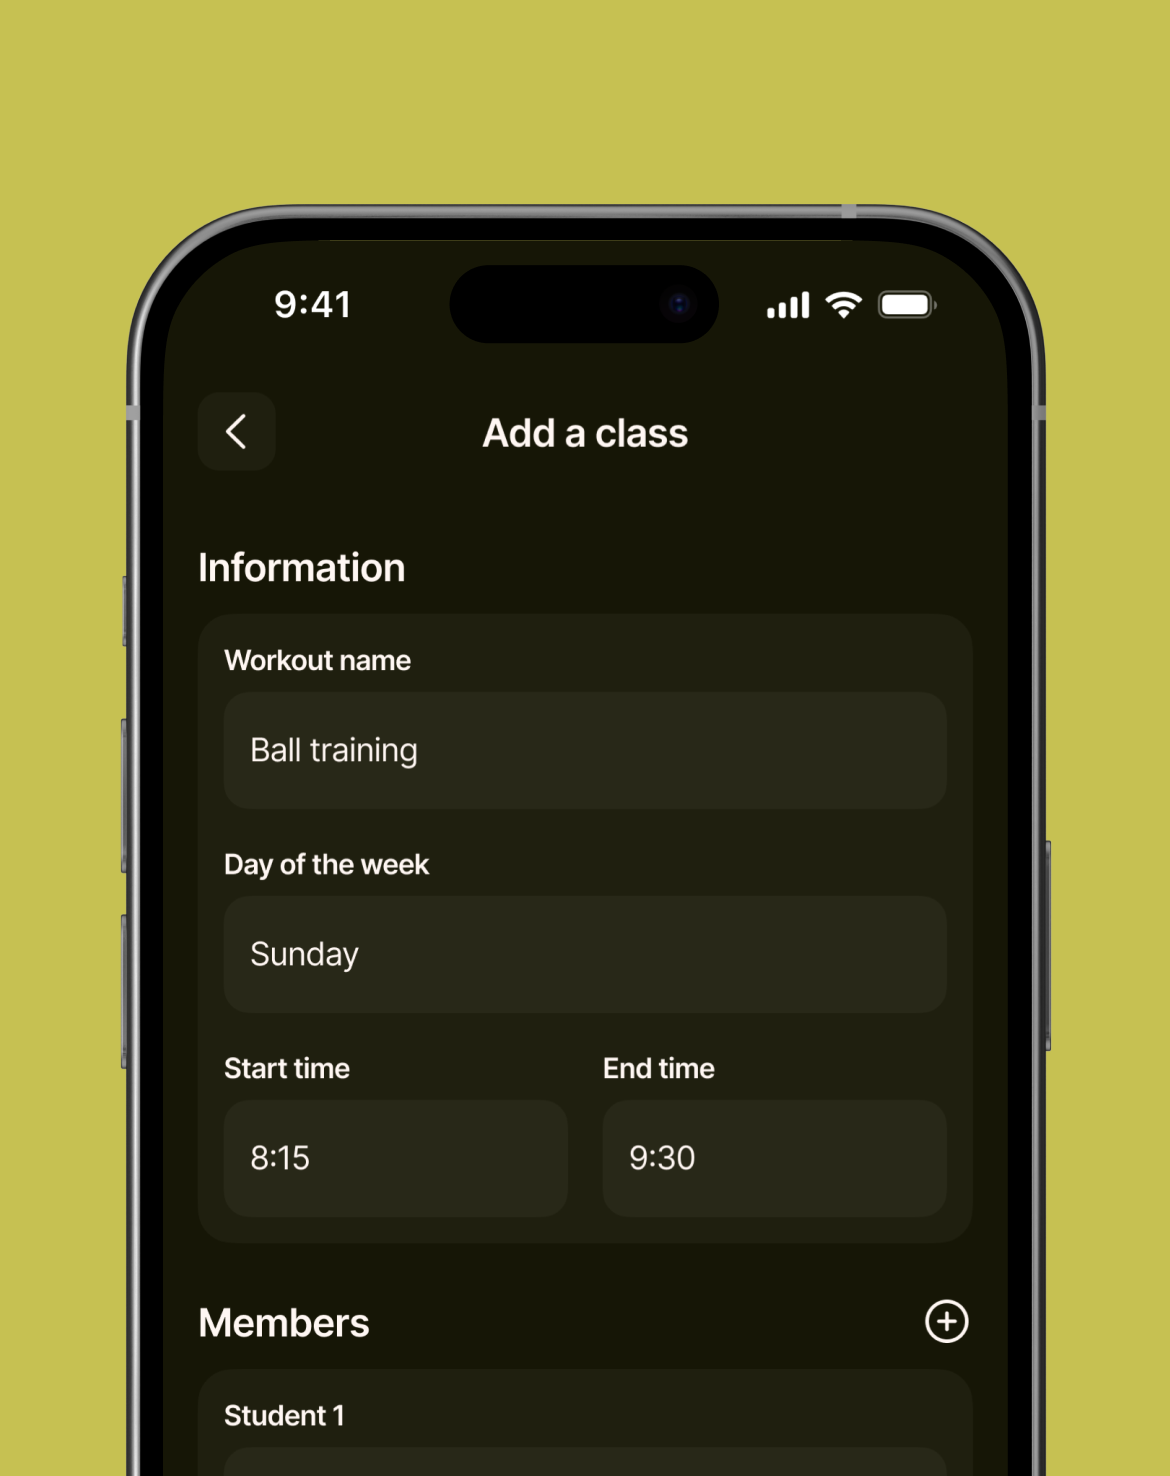 9:41
Add a class
Information
Workout name
Ball training
Day of the week
Sunday
Start time End time
8:15 9:30
Members
Student 1